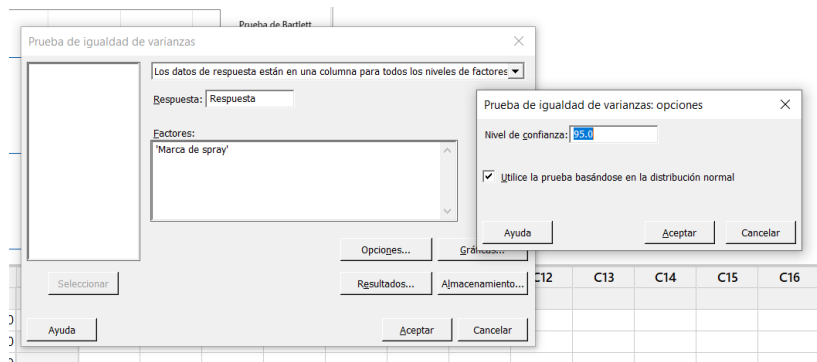 Prueba de Bartlett
Prueba de igualdad de varianzas
Los datos de respuesta están en una columna para todos los niveles de factores
Respuesta: Respuesta
Factores:
'Marca de spray'
Opciones... Gráficas...
Seleccionar
Resultados... Almacenamiento...
Ayuda Aceptar Cancelar
Prueba de igualdad de varianzas: opciones
Nivel de confianza: 95.0
Utilice la prueba basándose en la distribución normal
Ayuda Aceptar Cancelar
C12 C13 C14 C15 C16